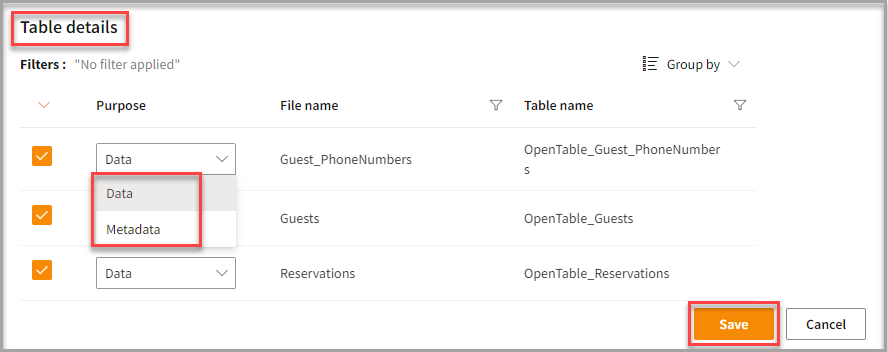 Table details
Filters : "No filter applied" Group by
Purpose File name Table name
Data Guest_PhoneNumbers OpenTable_Guest_PhoneNumber
s
Data
Metadata
Guests OpenTable_Guests
Data Reservations OpenTable_Reservations
Save Cancel